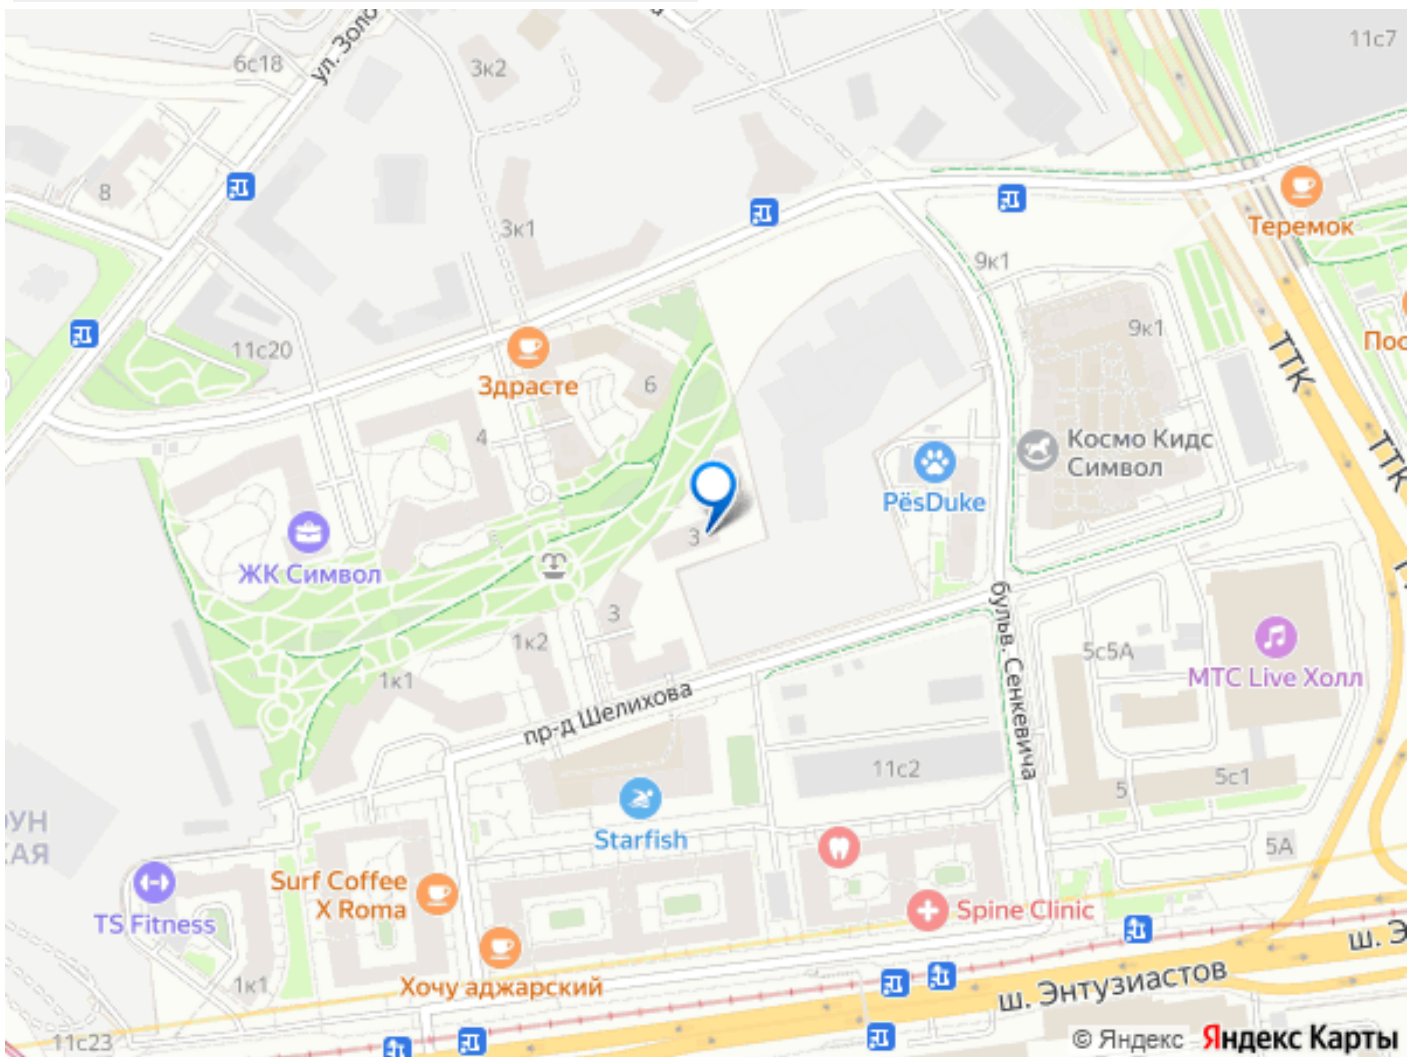 11с7
ул. Золо
6с18
3к2
8
Теремок
3к1
9к1
9к1
11с20
ТТК
Пос
Здрасте
6
4
Космо Кидс
Символ
ТТК
PёsDuke
3
ЖК Символ
бульв. Сенкевича
3
1к2
5с5А
1к1
МТС Live Холл
пр-д Шелихова
11с2
5с1
5
УН
АЯ
Starfish
5А
Surf Coffee
X Roma
TS Fitness
Spine Clinic
ш. Э
Хочу аджарский
1к1
ш. Энтузиастов
11с23
© Яндекс Яндекс Карты